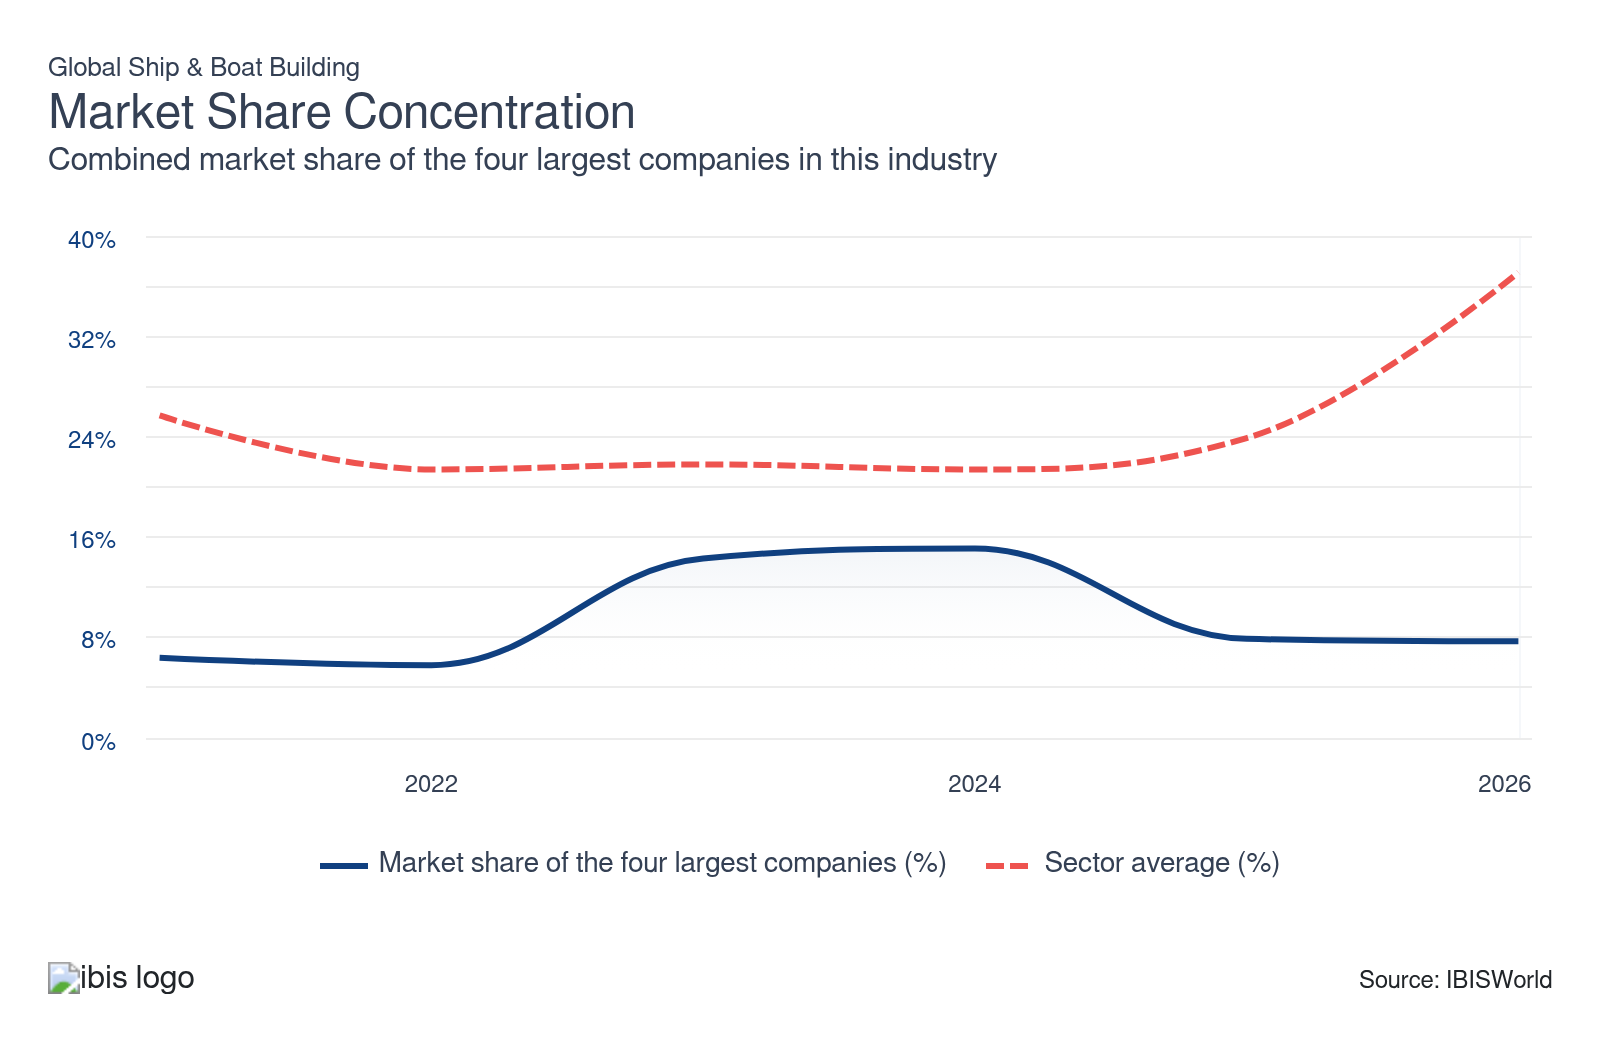 Global Ship & Boat Building
Market Share Concentration
Combined market share of the four largest companies in this industry
40%
32%
24%
16%
8%
0%
2022 2024 2026
Market share of the four largest companies (%) Sector average (%)
ibis logo
Source: IBISWorld